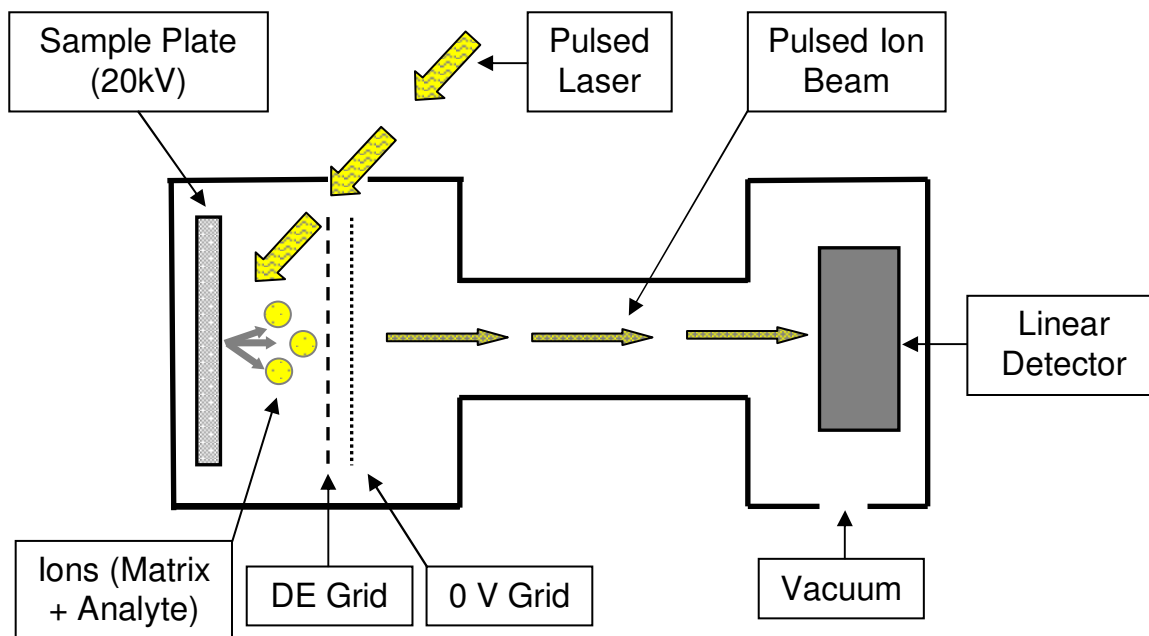 Sample Plate
(20kV)
Pulsed
Laser
Pulsed Ion
Beam
Linear
Detector
Ions (Matrix
+ Analyte)
DE Grid
0 V Grid
Vacuum